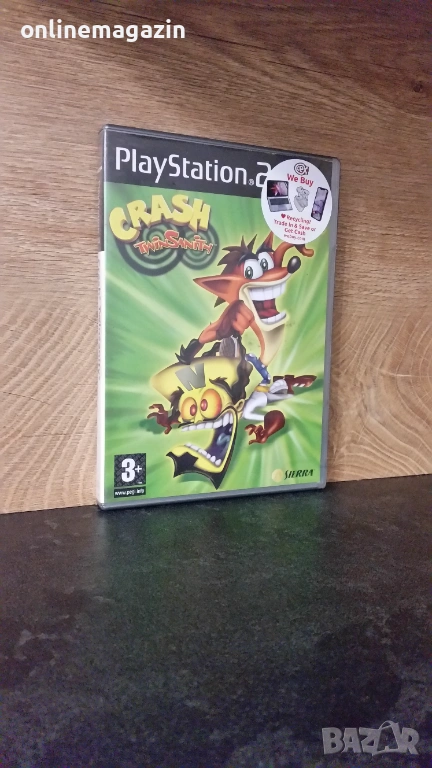 onlinemagazin
PlayStation®2
We Buy
♥ Recycling!
Trade In & Save or
Get Cash
CRASH
TWINSANITY
N
3+
www.pegi.info
SIERRA
BAZAR